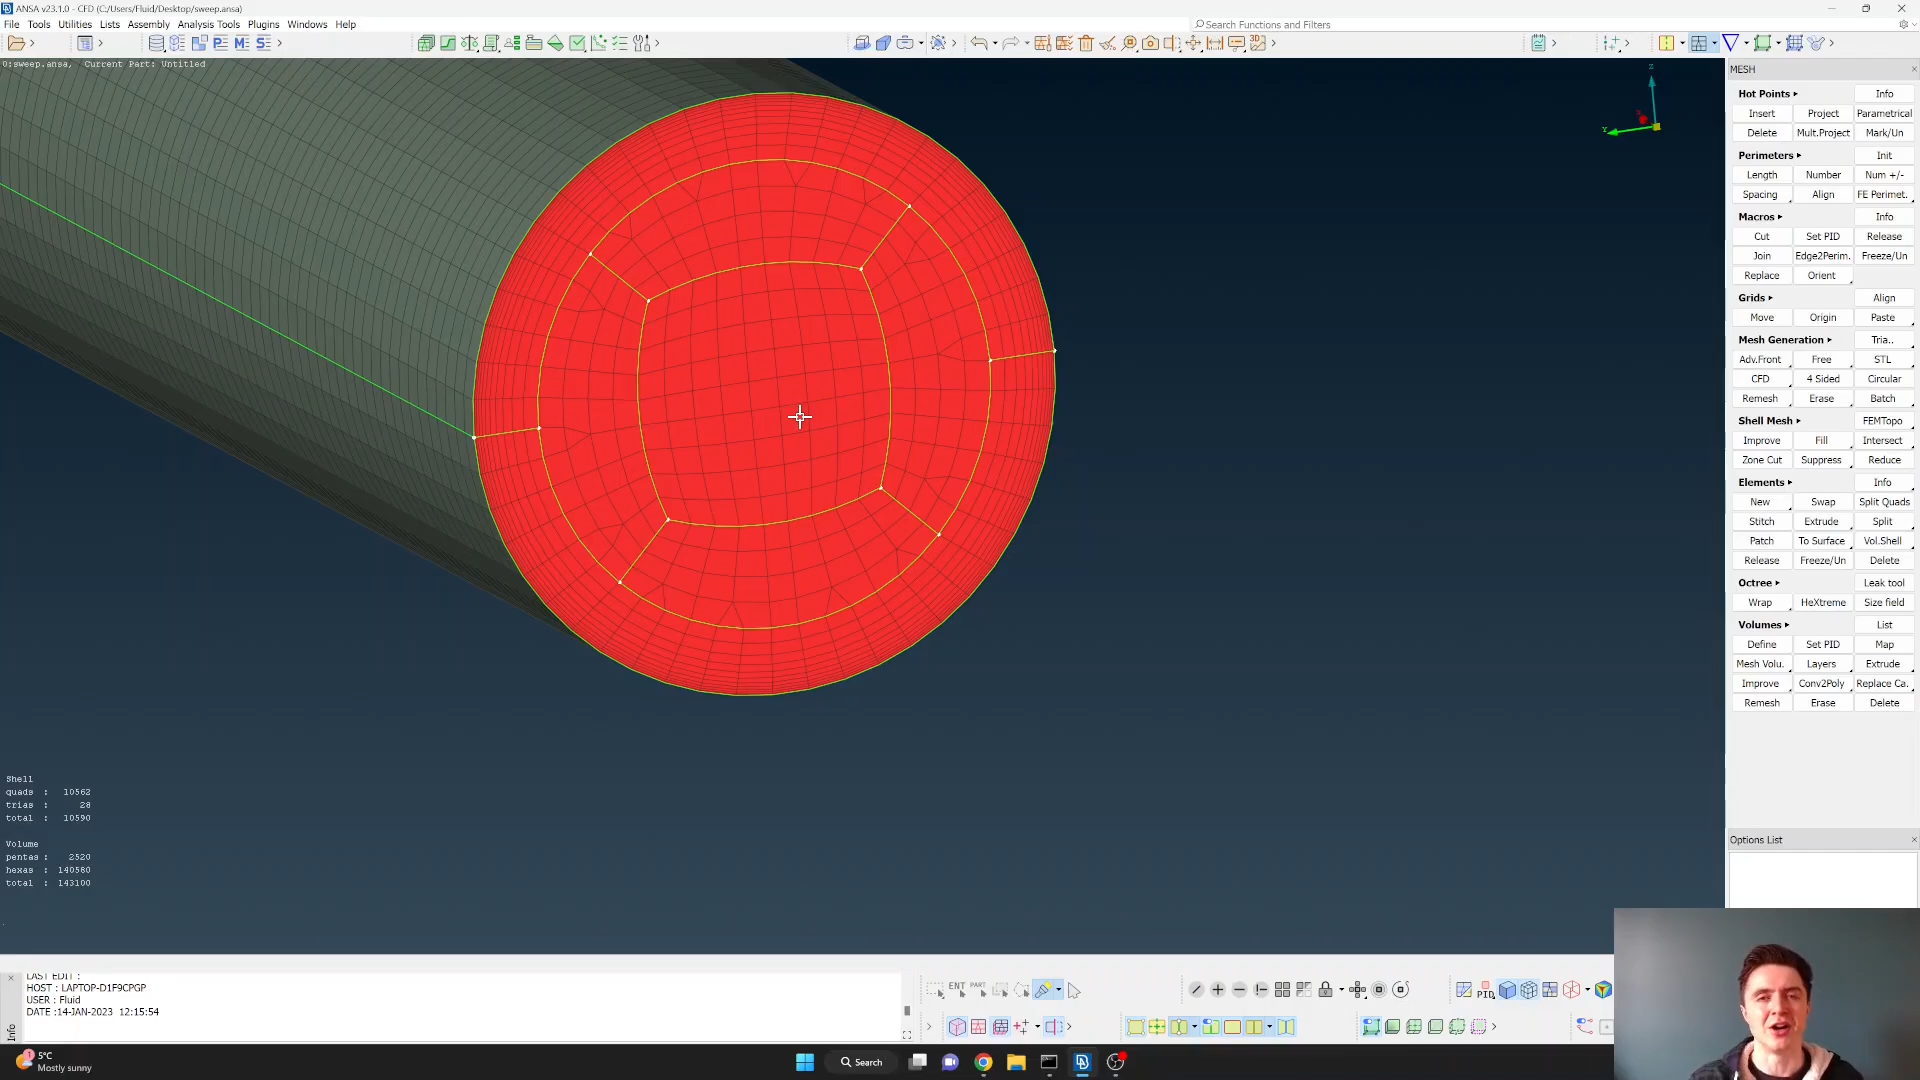 ANSA v23.1.0 - CFD (C:/Users/Fluid/Desktop/sweep.ansa)
File Tools Utilities Lists Assembly Analysis Tools Plugins Windows Help
Search Functions and Filters
0:sweep.ansa, Current Part: Untitled
MESH
Hot Points Info
Insert Project Parametrical
Delete Mult.Project Mark/Un
Perimeters Init
Length Number Num +/-
Spacing Align FE Perimet.
Macros Info
Cut Set PID Release
Join Edge2Perim. Freeze/Un
Replace Orient
Grids Align
Move Origin Paste
Mesh Generation Tria..
Adv.Front Free STL
CFD 4 Sided Circular
Remesh Erase Batch
Shell Mesh FEMTopo
Improve Fill Intersect
Zone Cut Suppress Reduce
Elements Info
New Swap Split Quads
Stitch Extrude Split
Patch To Surface Vol.Shell
Release Freeze/Un Delete
Octree Leak tool
Wrap HeXtreme Size field
Volumes List
Define Set PID Map
Mesh Volu. Layers Extrude
Improve Conv2Poly Replace Ca.
Remesh Erase Delete
Options List
Shell
quads : 10562
trias : 28
total : 10590
Volume
pentas : 2520
hexas : 140580
total : 143100
LAST EDIT :
HOST : LAPTOP-D1F9CPGP
USER : Fluid
DATE :14-JAN-2023 12:15:54
Info
ENT PART
PID
5°C
Mostly sunny
Search